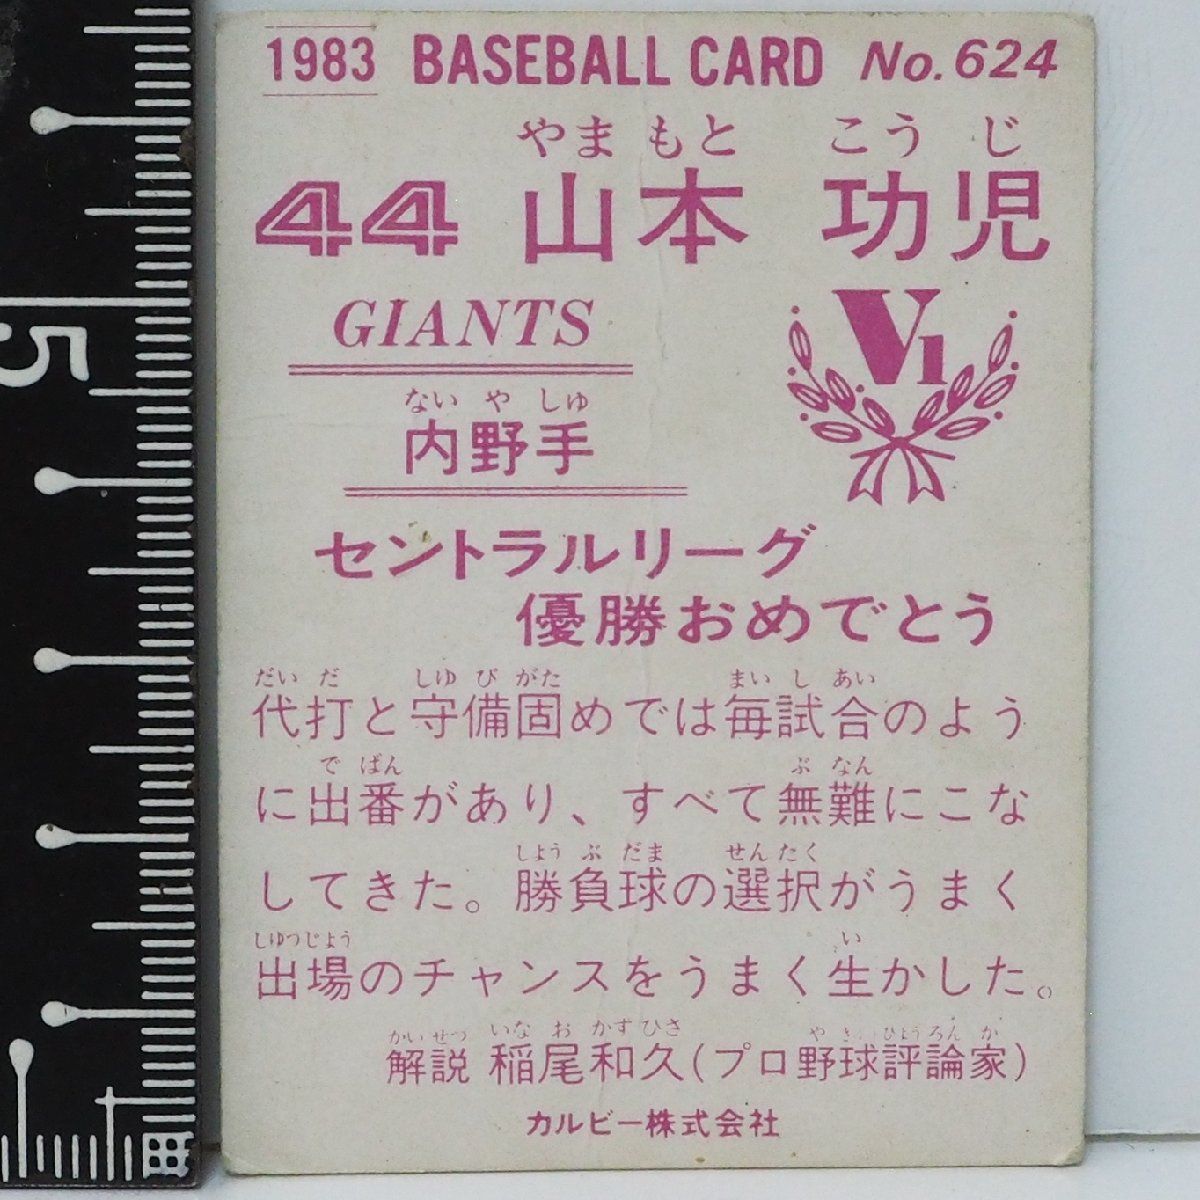 1983 BASEBALL CARD No.624
やまもと こうじ
44 山本 功児
GIANTS
V1
ないやしゅ
内野手
セントラルリーグ
優勝おめでとう
だいだ しゆびがた まいしあい
代打と守備固めでは毎試合のよう
でばん ぶなん
に出番があり、すべて無難にこな
しようぶだま せんたく
してきた。勝負球の選択がうまく
しゆつじよう い
出場のチャンスをうまく生かした。
かいせつ いなおかずひさ やきゅうひょうろんか
解説 稲尾和久(プロ野球評論家)
カルビー株式会社
5